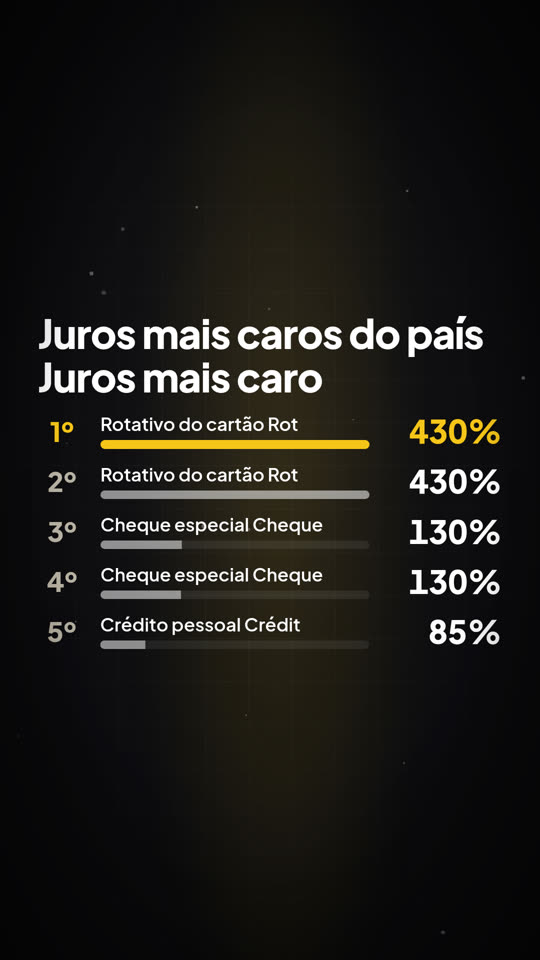 Juros mais caros do país
Juros mais caro
1º Rotativo do cartão Rot 430%
2º Rotativo do cartão Rot 430%
3º Cheque especial Cheque 130%
4º Cheque especial Cheque 130%
5º Crédito pessoal Crédit 85%